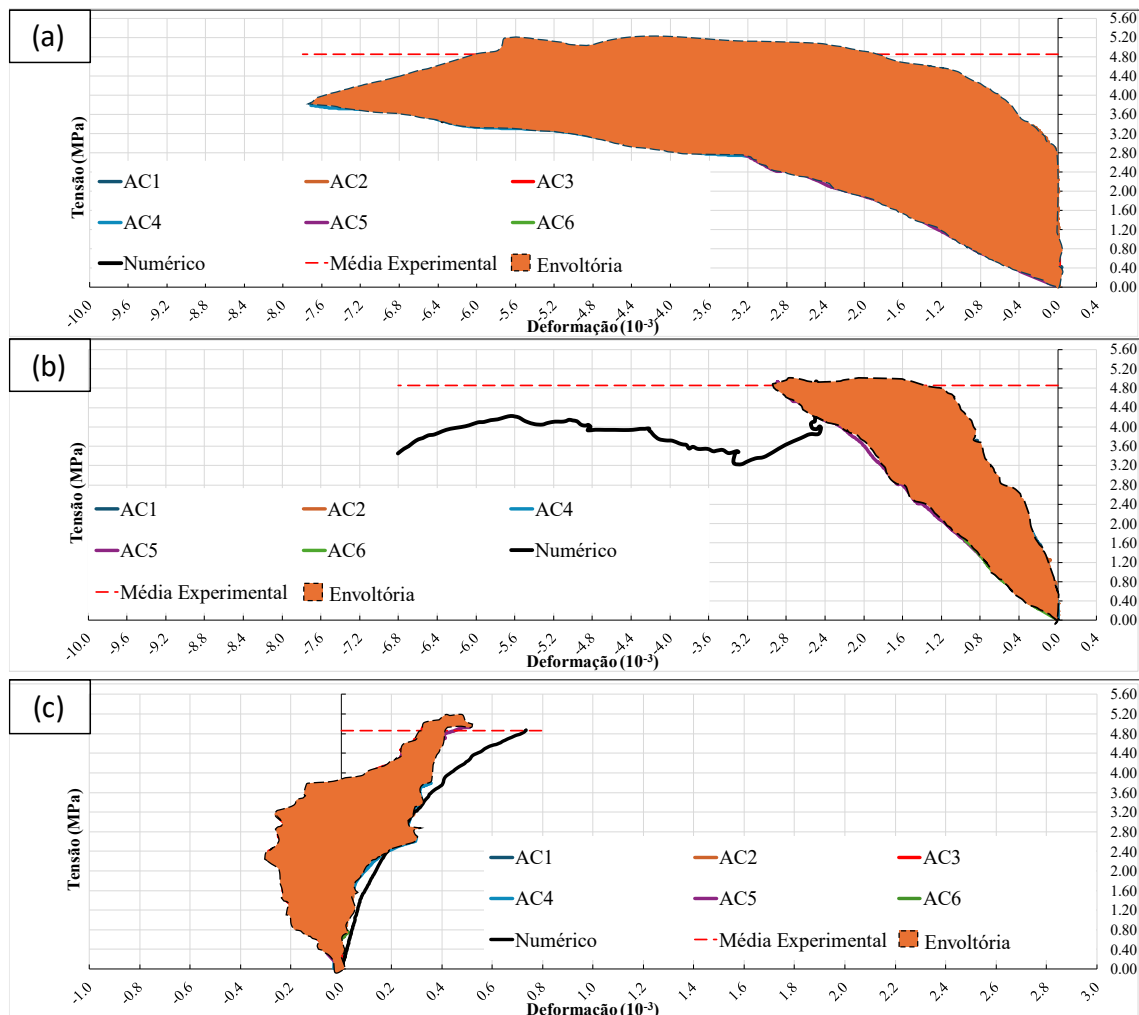 (a)
Tensão (MPa)
5.60
5.20
4.80
4.40
4.00
3.60
3.20
2.80
2.40
2.00
1.60
1.20
0.80
0.40
0.00
AC1 AC2 AC3
AC4 AC5 AC6
Numérico Média Experimental Envoltória
-10.0 -9.6 -9.2 -8.8 -8.4 -8.0 -7.6 -7.2 -6.8 -6.4 -6.0 -5.6 -5.2 -4.8 -4.4 -4.0 -3.6 -3.2 -2.8 -2.4 -2.0 -1.6 -1.2 -0.8 -0.4 0.0 0.4
Deformação (10-3)
(b)
Tensão (MPa)
5.60
5.20
4.80
4.40
4.00
3.60
3.20
2.80
2.40
2.00
1.60
1.20
0.80
0.40
0.00
AC1 AC2 AC4
AC5 AC6 Numérico
Média Experimental Envoltória
-10.0 -9.6 -9.2 -8.8 -8.4 -8.0 -7.6 -7.2 -6.8 -6.4 -6.0 -5.6 -5.2 -4.8 -4.4 -4.0 -3.6 -3.2 -2.8 -2.4 -2.0 -1.6 -1.2 -0.8 -0.4 0.0 0.4
Deformação (10-3)
(c)
Tensão (MPa)
5.60
5.20
4.80
4.40
4.00
3.60
3.20
2.80
2.40
2.00
1.60
1.20
0.80
0.40
0.00
AC1 AC2 AC3
AC4 AC5 AC6
Numérico Média Experimental Envoltória
-1.0 -0.8 -0.6 -0.4 -0.2 0.0 0.4 0.6 0.8 1.0 1.2 1.4 1.6 1.8 2.0 2.2 2.4 2.6 2.8 3.0
Deformação (10-3)